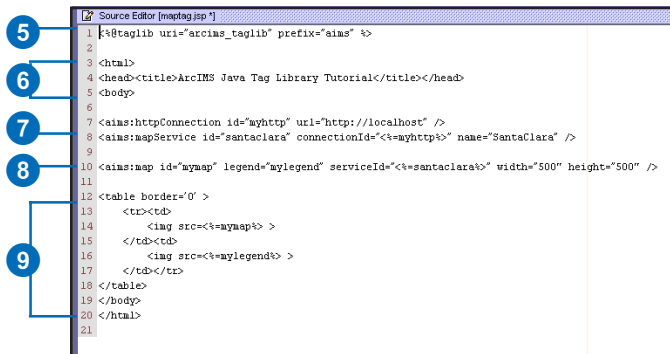 Source Editor [maptag.jsp *]
5
1 <%@taglib uri="arcims_taglib" prefix="aims" %>
2
6
3 <html>
4 <head><title>ArcIMS Java Tag Library Tutorial</title></head>
5 <body>
6
7
7 <aims:httpConnection id="myhttp" url="http://localhost" />
8 <aims:mapService id="santaclara" connectionId="<%=myhttp%>" name="SantaClara" />
9
8
10 <aims:map id="mymap" legend="mylegend" serviceId="<%=santaclara%>" width="500" height="500" />
11
9
12 <table border='0' >
13 <tr><td>
14 <img src=<%=mymap%> >
15 </td><td>
16 <img src=<%=mylegend%> >
17 </td></tr>
18 </table>
19 </body>
20 </html>
21